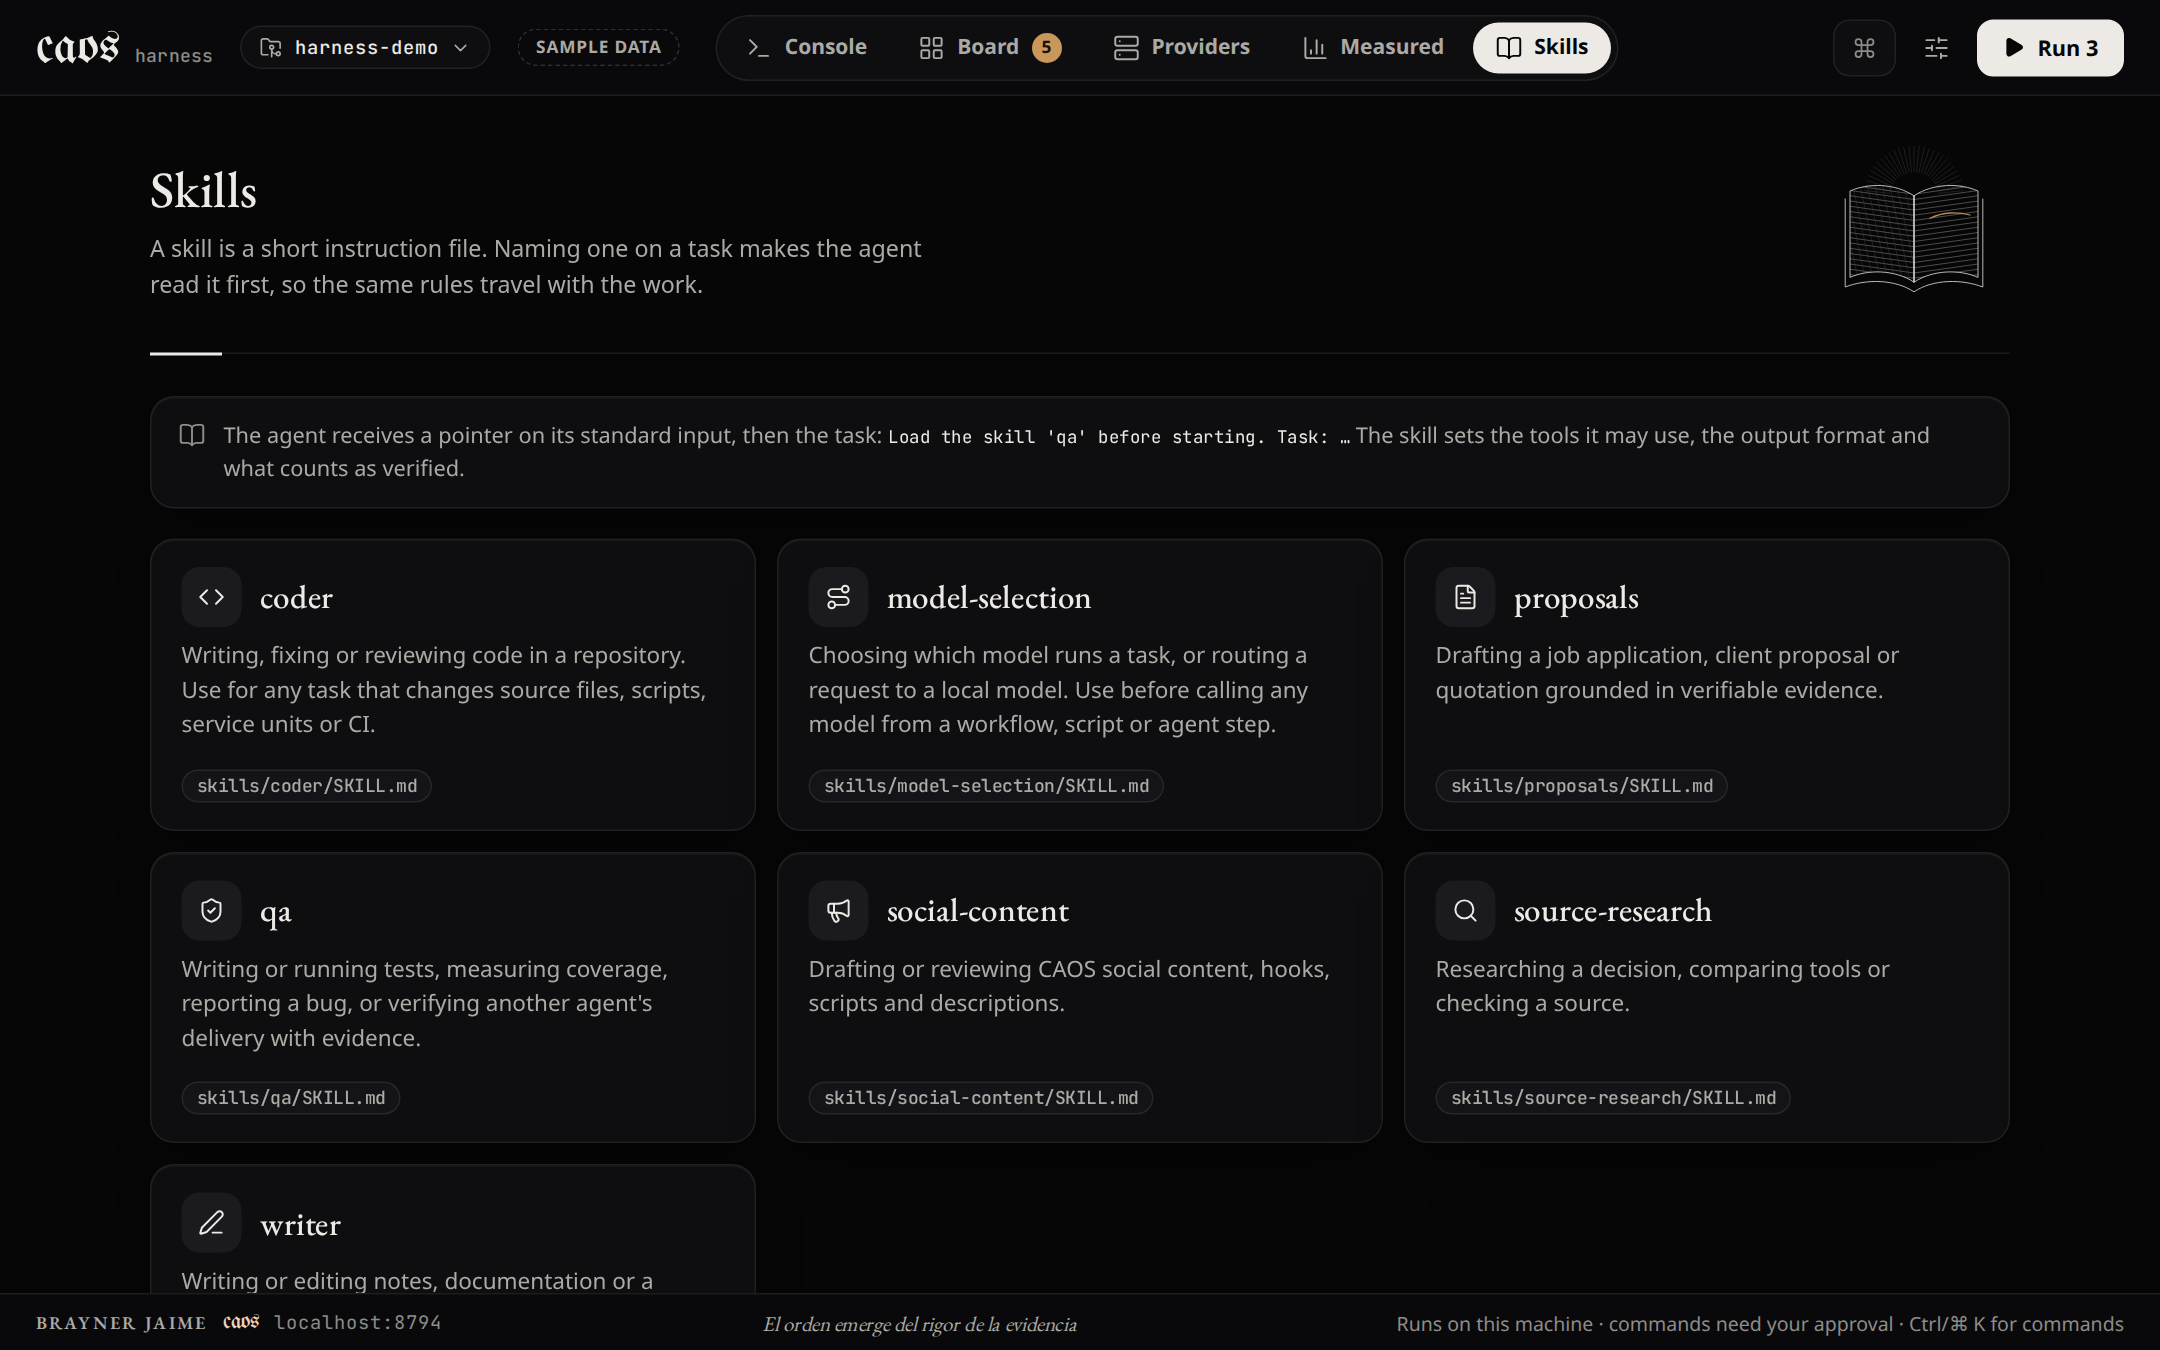 caos harness harness-demo SAMPLE DATA Console Board 5 Providers Measured Skills ⌘ Run 3
Skills
A skill is a short instruction file. Naming one on a task makes the agent
read it first, so the same rules travel with the work.
The agent receives a pointer on its standard input, then the task: Load the skill 'qa' before starting. Task: … The skill sets the tools it may use, the output format and
what counts as verified.
coder
Writing, fixing or reviewing code in a repository.
Use for any task that changes source files, scripts,
service units or CI.
skills/coder/SKILL.md
model-selection
Choosing which model runs a task, or routing a
request to a local model. Use before calling any
model from a workflow, script or agent step.
skills/model-selection/SKILL.md
proposals
Drafting a job application, client proposal or
quotation grounded in verifiable evidence.
skills/proposals/SKILL.md
qa
Writing or running tests, measuring coverage,
reporting a bug, or verifying another agent's
delivery with evidence.
skills/qa/SKILL.md
social-content
Drafting or reviewing CAOS social content, hooks,
scripts and descriptions.
skills/social-content/SKILL.md
source-research
Researching a decision, comparing tools or
checking a source.
skills/source-research/SKILL.md
writer
Writing or editing notes, documentation or a
BRAYNER JAIME caos localhost:8794
El orden emerge del rigor de la evidencia
Runs on this machine · commands need your approval · Ctrl/⌘ K for commands